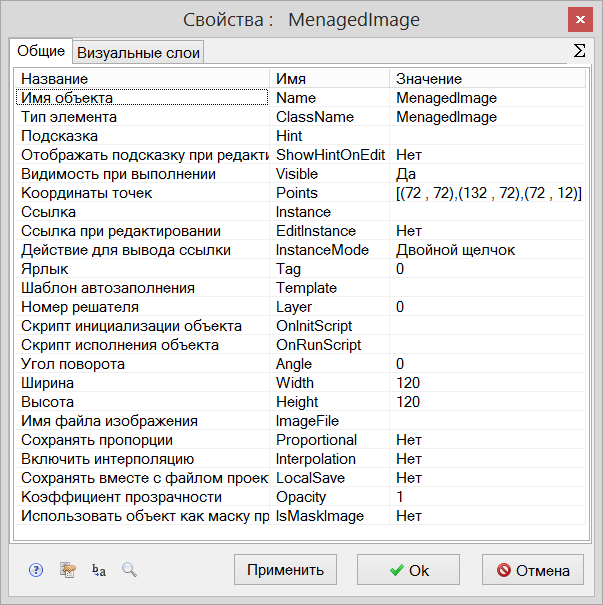 Свойства : MenagedImage
Общие Визуальные слои Σ
Название Имя Значение
Имя объекта Name MenagedImage
Тип элемента ClassName MenagedImage
Подсказка Hint
Отображать подсказку при редакти ShowHintOnEdit Нет
Видимость при выполнении Visible Да
Координаты точек Points [(72 , 72),(132 , 72),(72 , 12)]
Ссылка Instance
Ссылка при редактировании EditInstance Нет
Действие для вывода ссылки InstanceMode Двойной щелчок
Ярлык Tag 0
Шаблон автозаполнения Template
Номер решателя Layer 0
Скрипт инициализации объекта OnInitScript
Скрипт исполнения объекта OnRunScript
Угол поворота Angle 0
Ширина Width 120
Высота Height 120
Имя файла изображения ImageFile
Сохранять пропорции Proportional Нет
Включить интерполяцию Interpolation Нет
Сохранять вместе с файлом проек LocalSave Нет
Коэффициент прозрачности Opacity 1
Использовать объект как маску пр IsMaskImage Нет
Применить Ok Отмена